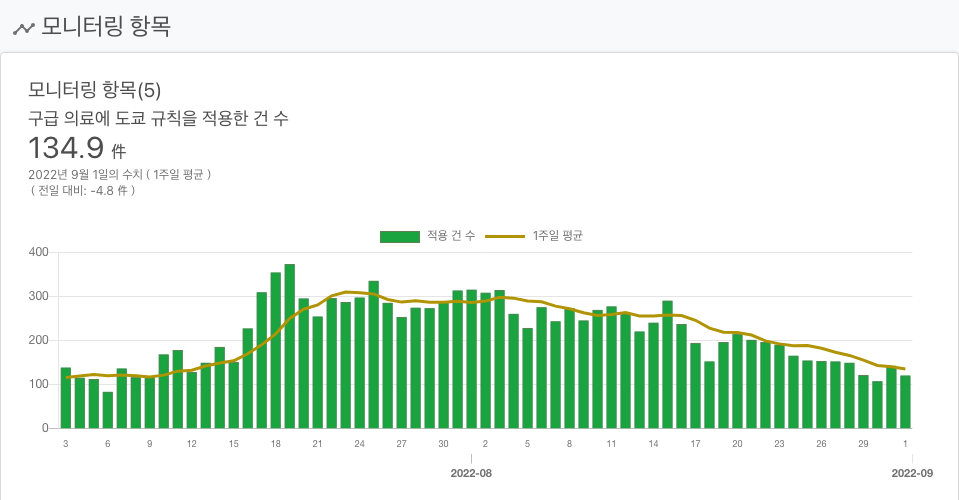 모니터링 항목
모니터링 항목(5)
구급 의료에 도쿄 규칙을 적용한 건 수
134.9 件
2022년 9월 1일의 수치 ( 1주일 평균 )
( 전일 대비: -4.8 件 )
적용 건 수 1주일 평균
400
300
200
100
0
3 6 9 12 15 18 21 24 27 30 2 5 8 11 14 17 20 23 26 29 1
2022-08 2022-09